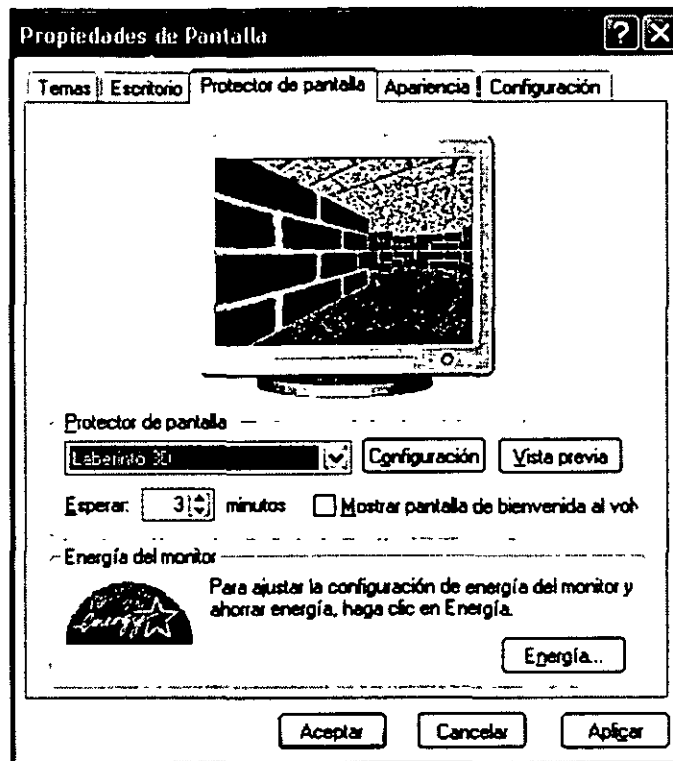 Propiedades de Pantalla
Temas Escritorio Protector de pantalla Apariencia Configuración
Protector de pantalla
Laberinto 3D Configuración Vista previa
Esperar: 3 minutos Mostrar pantalla de bienvenida al volv
Energía del monitor
Para ajustar la configuración de energía del monitor y
ahorrar energía, haga clic en Energía.
Energy
Energía...
Aceptar Cancelar Aplicar